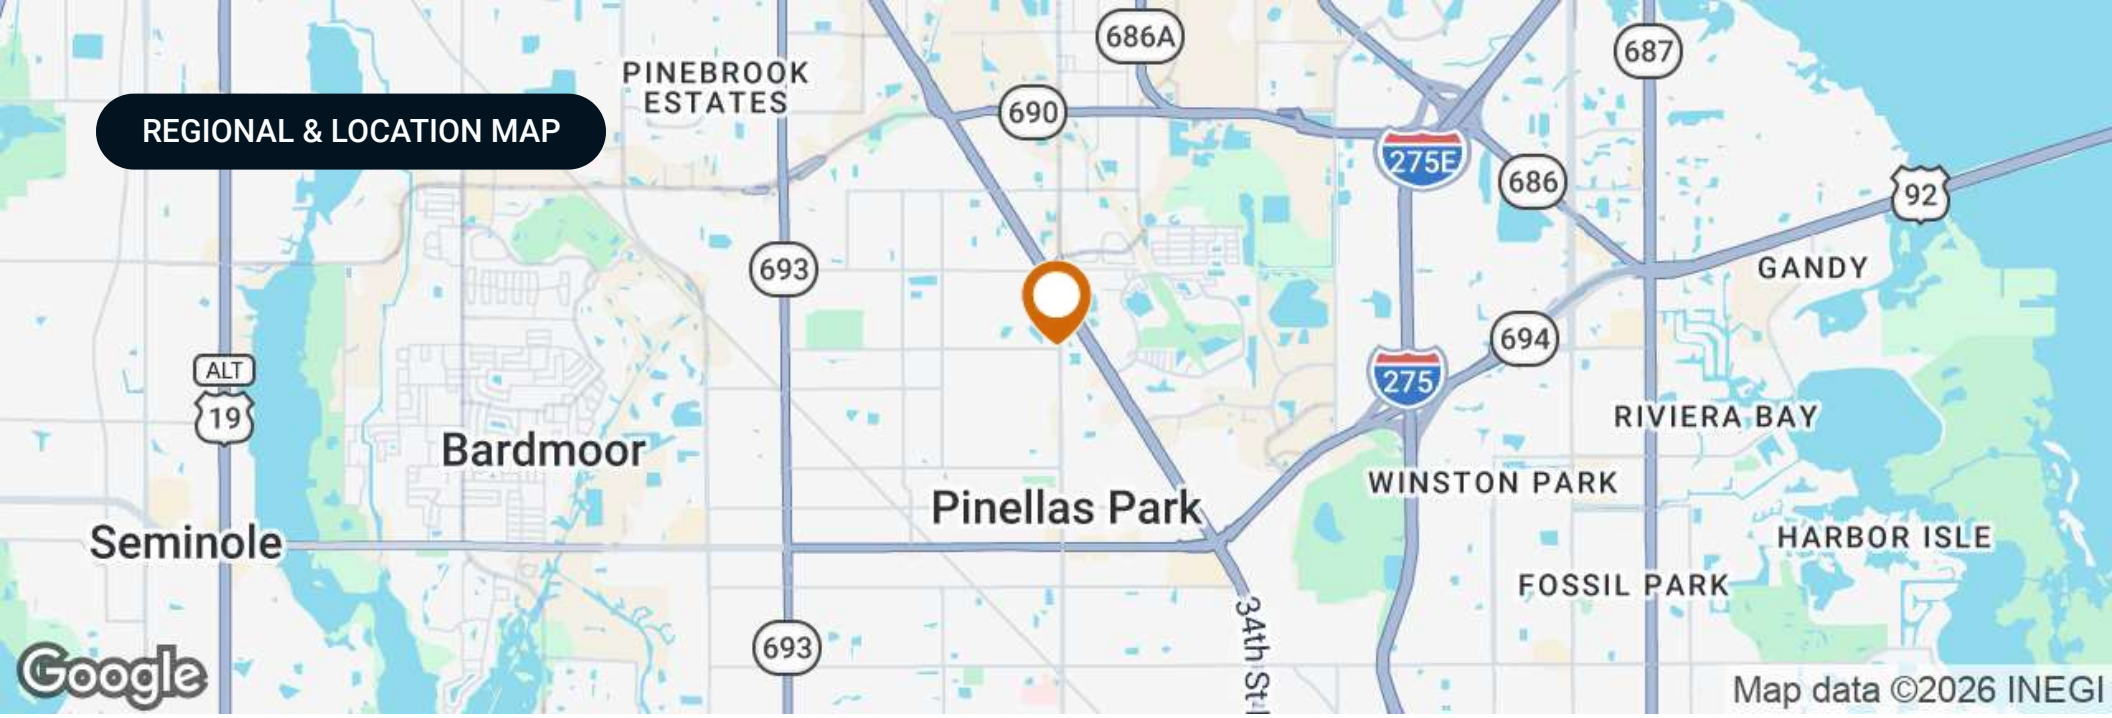 686A
687
PINEBROOK
ESTATES
690
REGIONAL & LOCATION MAP
275E
686
92
693
GANDY
694
ALT
19
275
RIVIERA BAY
Bardmoor
WINSTON PARK
Pinellas Park
Seminole
HARBOR ISLE
FOSSIL PARK
34th St
693
Google
Map data ©2026 INEGI